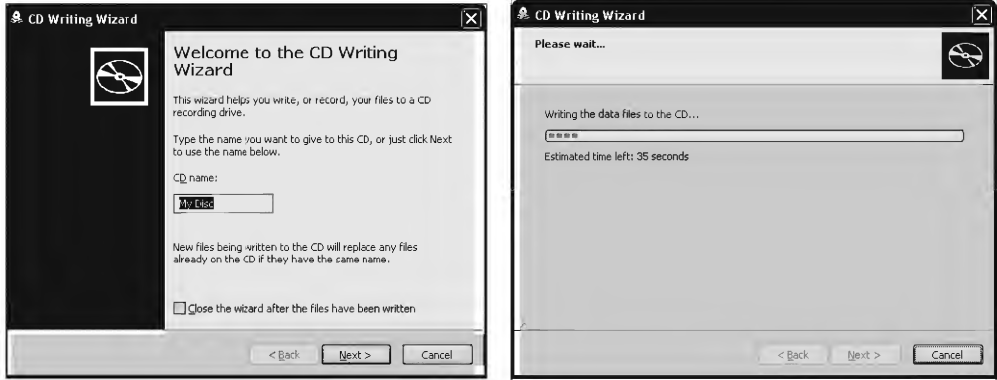 CD Writing Wizard
Welcome to the CD Writing
Wizard
This wizard helps you write, or record, your files to a CD
recording drive.
Type the name you want to give to this CD, or just click Next
to use the name below.
CD name:
My Disc
New files being written to the CD will replace any files
already on the CD if they have the same name.
Close the wizard after the files have been written
< Back Next > Cancel
CD Writing Wizard
Please wait...
Writing the data files to the CD...
Estimated time left: 35 seconds
< Back Next > Cancel